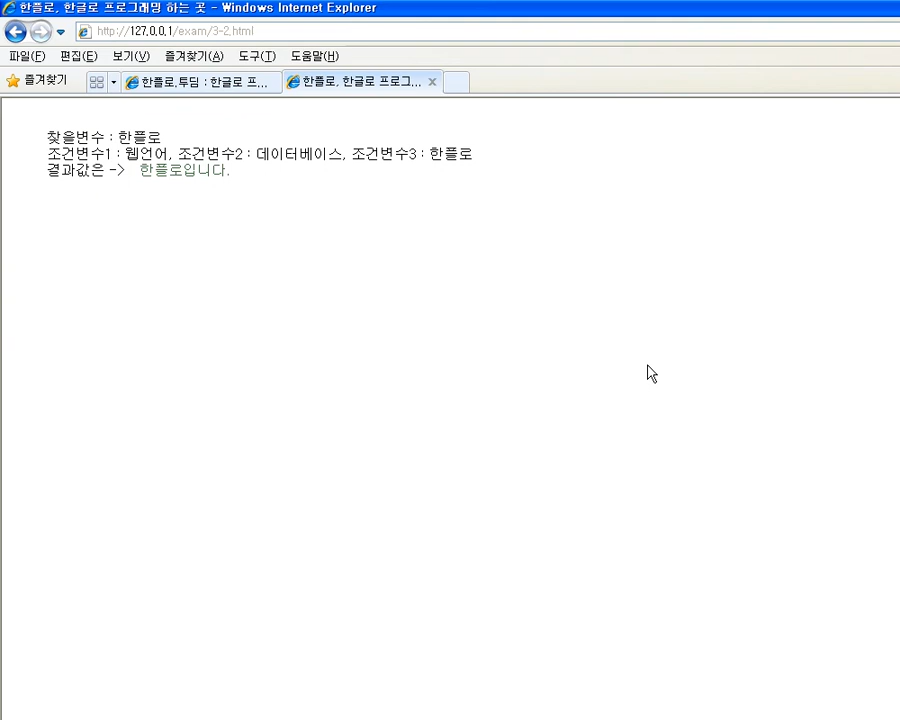 한플로, 한글로 프로그래밍 하는 곳 - Windows Internet Explorer
http://127.0.0.1/exam/3-2.html
파일(F) 편집(E) 보기(V) 즐겨찾기(A) 도구(T) 도움말(H)
즐겨찾기 한플로,투덤 : 한글로 프... 한플로, 한글로 프로그...
찾을변수 : 한플로
조건변수1 : 웹언어, 조건변수2 : 데이터베이스, 조건변수3 : 한플로
결과값은 -> 한플로입니다.